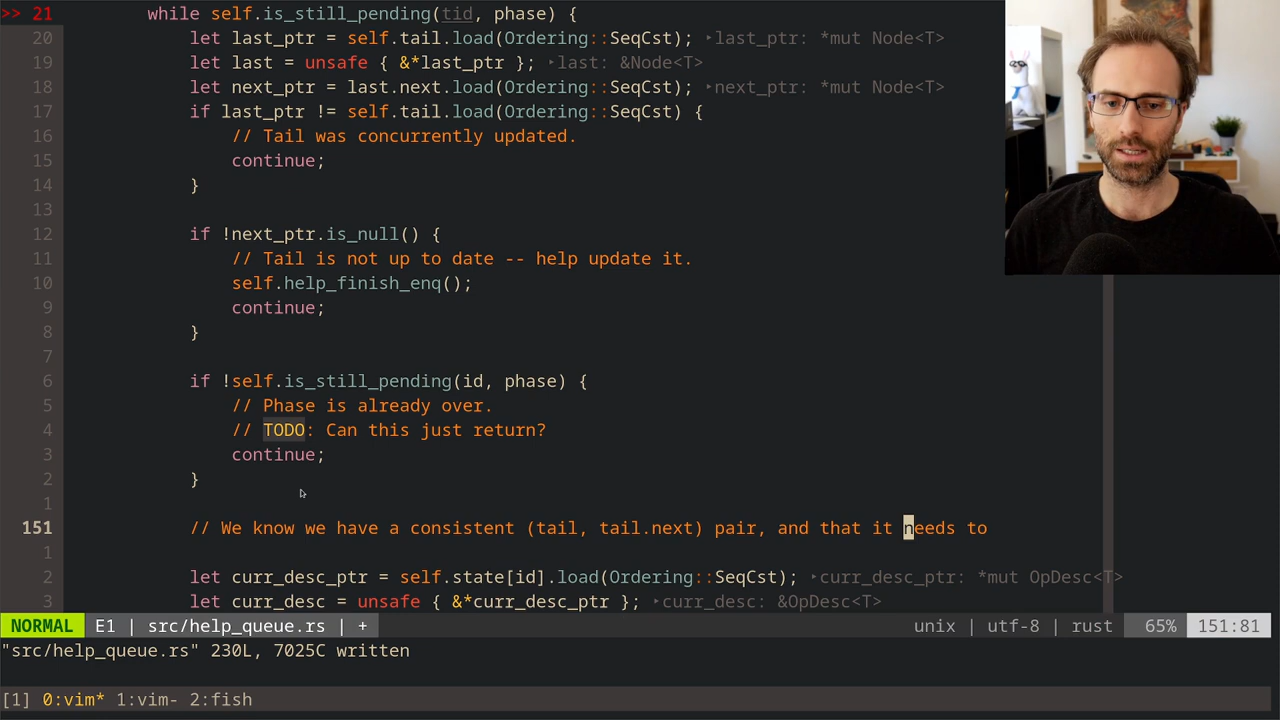 >> 21 while self.is_still_pending(tid, phase) {
20 let last_ptr = self.tail.load(Ordering::SeqCst); ‣last_ptr: *mut Node<T>
19 let last = unsafe { &*last_ptr }; ‣last: &Node<T>
18 let next_ptr = last.next.load(Ordering::SeqCst); ‣next_ptr: *mut Node<T>
17 if last_ptr != self.tail.load(Ordering::SeqCst) {
16 // Tail was concurrently updated.
15 continue;
14 }
13
12 if !next_ptr.is_null() {
11 // Tail is not up to date -- help update it.
10 self.help_finish_enq();
9 continue;
8 }
7
6 if !self.is_still_pending(id, phase) {
5 // Phase is already over.
4 // TODO: Can this just return?
3 continue;
2 }
1
151 // We know we have a consistent (tail, tail.next) pair, and that it needs to
1
2 let curr_desc_ptr = self.state[id].load(Ordering::SeqCst); ‣curr_desc_ptr: *mut OpDesc<T>
3 let curr_desc = unsafe { &*curr_desc_ptr }; ‣curr_desc: &OpDesc<T>
NORMAL E1 | src/help_queue.rs | + unix | utf-8 | rust 65% 151:81
"src/help_queue.rs" 230L, 7025C written
[1] 0:vim* 1:vim- 2:fish